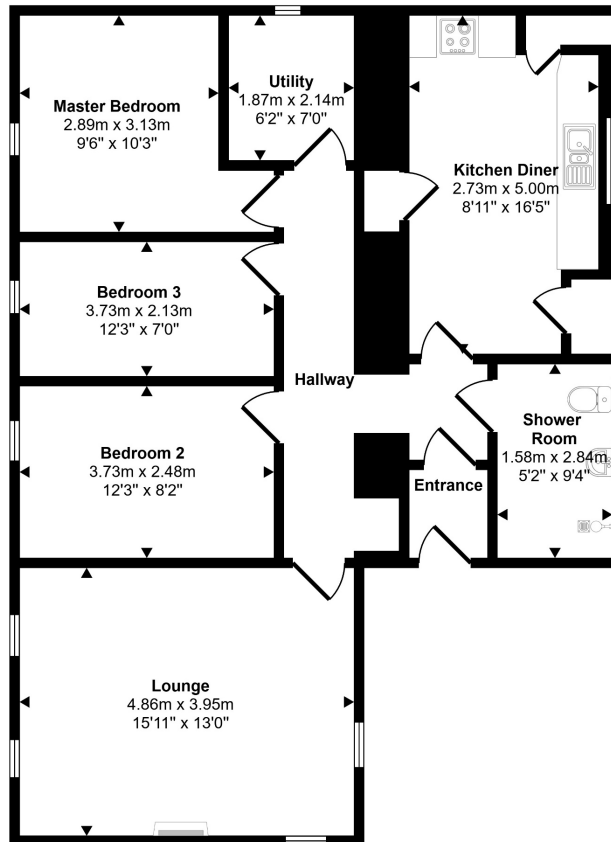 Master Bedroom
2.89m x 3.13m
9'6" x 10'3"
Utility
1.87m x 2.14m
6'2" x 7'0"
Kitchen Diner
2.73m x 5.00m
8'11" x 16'5"
Bedroom 3
3.73m x 2.13m
12'3" x 7'0"
Hallway
Bedroom 2
3.73m x 2.48m
12'3" x 8'2"
Shower
Room
1.58m x 2.84m
5'2" x 9'4"
Entrance
Lounge
4.86m x 3.95m
15'11" x 13'0"